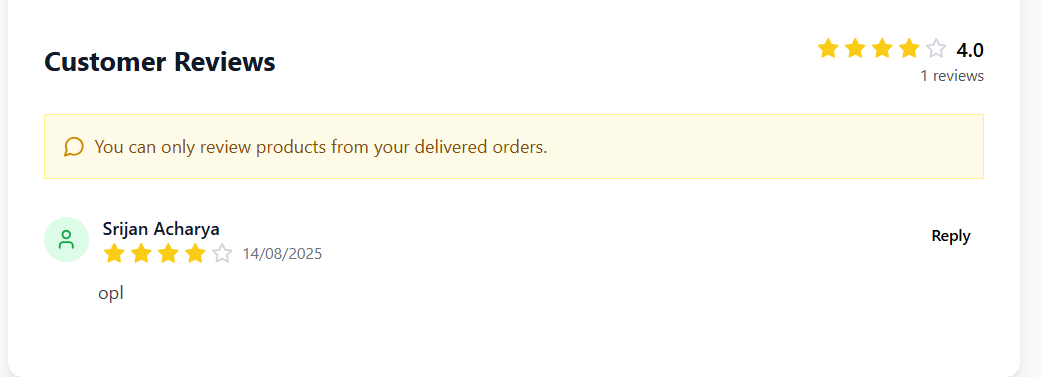 Customer Reviews
4.0
1 reviews
You can only review products from your delivered orders.
Srijan Acharya
14/08/2025
Reply
opl